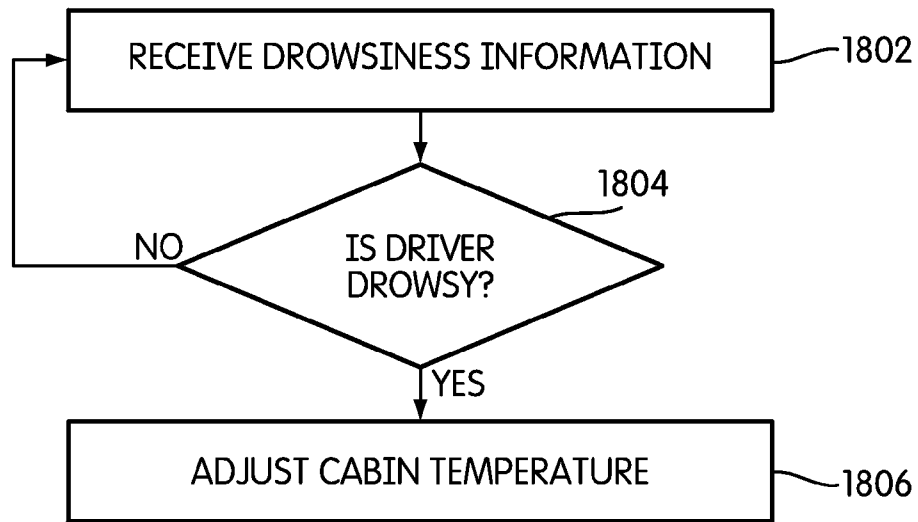 RECEIVE DROWSINESS INFORMATION
1802
1804
IS DRIVER
DROWSY?
NO
YES
ADJUST CABIN TEMPERATURE
1806